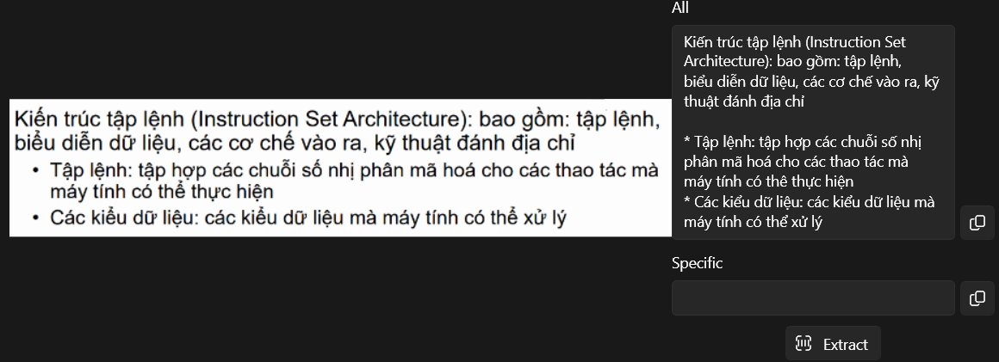 Kiến trúc tập lệnh (Instruction Set Architecture): bao gồm: tập lệnh,
biểu diễn dữ liệu, các cơ chế vào ra, kỹ thuật đánh địa chỉ
• Tập lệnh: tập hợp các chuỗi số nhị phân mã hoá cho các thao tác mà
máy tính có thể thực hiện
• Các kiểu dữ liệu: các kiểu dữ liệu mà máy tính có thể xử lý
All
Kiến trúc tập lệnh (Instruction Set
Architecture): bao gồm: tập lệnh,
biểu diễn dữ liệu, các cơ chế vào ra, kỹ
thuật đánh địa chỉ
* Tập lệnh: tập hợp các chuỗi số nhị
phân mã hoá cho các thao tác mà
máy tính có thê thực hiện
* Các kiểu dữ liệu: các kiểu dữ liệu mà
máy tính có thể xử lý
Specific
Extract